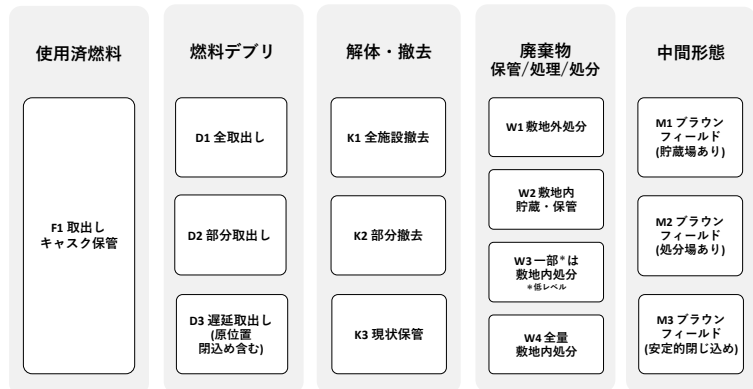 使用済燃料
F1 取出し
キャスク保管
燃料デブリ
D1 全取出し
D2 部分取出し
D3 遅延取出し
(原位置
閉込め含む)
解体・撤去
K1 全施設撤去
K2 部分撤去
K3 現状保管
廃棄物
保管/処理/処分
W1 敷地外処分
W2 敷地内
貯蔵・保管
W3 一部*は
敷地内処分
*低レベル
W4 全量
敷地内処分
中間形態
M1 ブラウン
フィールド
(貯蔵場あり)
M2 ブラウン
フィールド
(処分場あり)
M3 ブラウン
フィールド
(安定的閉じ込め)